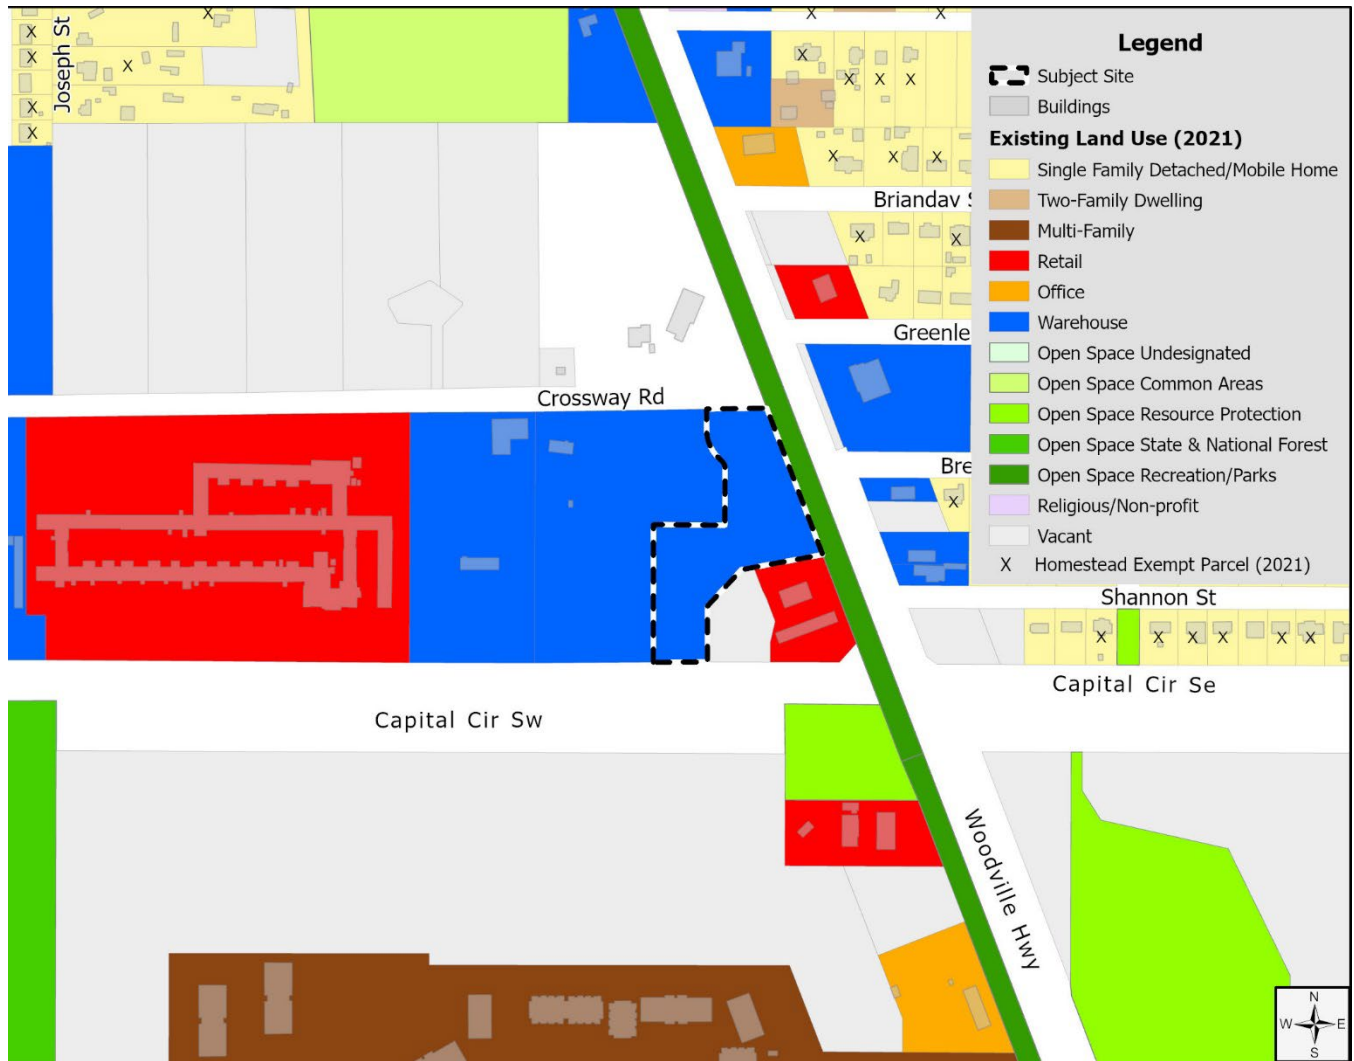 Joseph St
Legend
Subject Site
Buildings
Existing Land Use (2021)
Single Family Detached/Mobile Home
Two-Family Dwelling
Multi-Family
Retail
Office
Warehouse
Open Space Undesignated
Open Space Common Areas
Open Space Resource Protection
Open Space State & National Forest
Open Space Recreation/Parks
Religious/Non-profit
Vacant
X Homestead Exempt Parcel (2021)
Briandav S
Greenle
Crossway Rd
Bre
Shannon St
Capital Cir Se
Capital Cir Sw
Woodville Hwy
N
W E
S